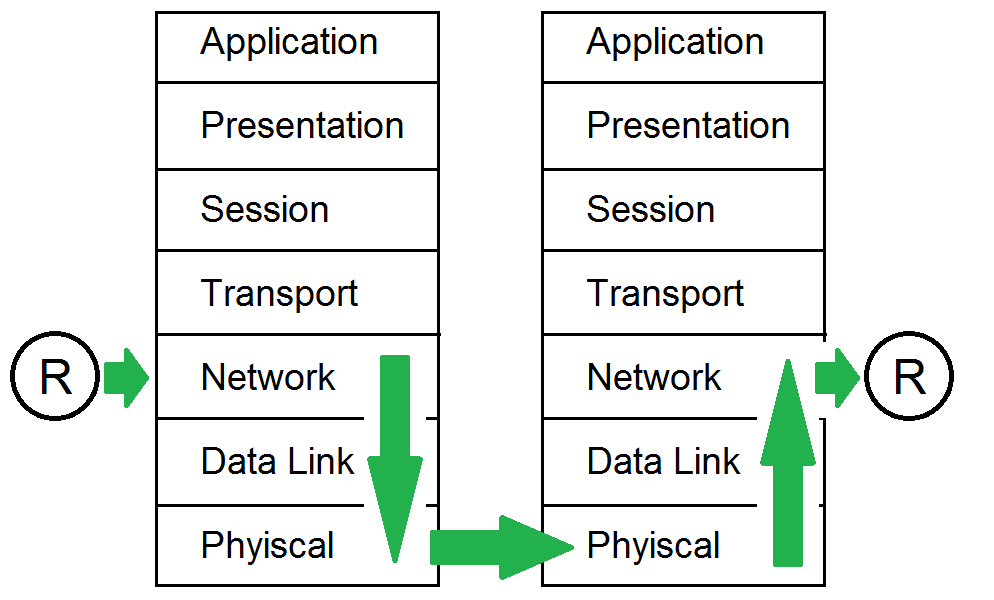 Application
Presentation
Session
Transport
R
Network
Data Link
Phyiscal
Application
Presentation
Session
Transport
Network
R
Data Link
Phyiscal